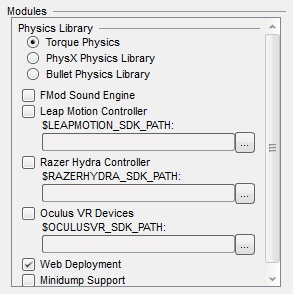 Modules
Physics Library
Torque Physics
PhysX Physics Library
Bullet Physics Library
FMod Sound Engine
Leap Motion Controller
$LEAPMOTION_SDK_PATH:
...
Razer Hydra Controller
$RAZERHYDRA_SDK_PATH:
...
Oculus VR Devices
$OCULUSVR_SDK_PATH:
...
Web Deployment
Minidump Support